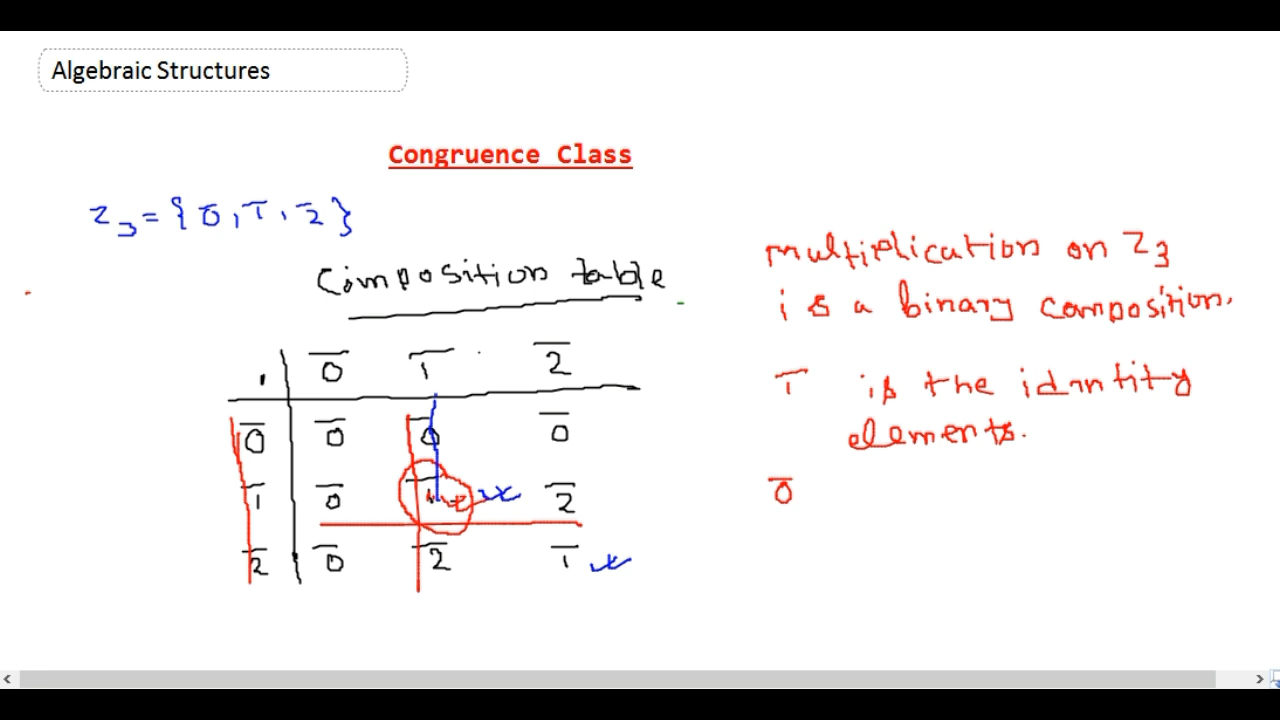 Algebraic Structures
Congruence Class
Z₃ = {0̅, 1̅, 2̅}
Composition table
. 0̅ 1̅ 2̅
0̅ 0̅ 0̅ 0̅
1̅ 0̅ 1̅ 2̅
2̅ 0̅ 2̅ 1̅
multiplication on Z₃
is a binary composition.
1̅ is the identity
elements.
0̅